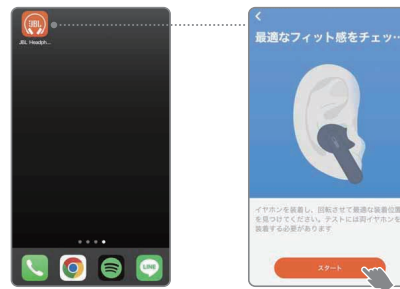 JBL
JBL Headph...
LINE
最適なフィット感をチェッ…
イヤホンを装着し、回転させて最適な装着位置
を見つけてください。テストには両イヤホンを
装着する必要があります
スタート